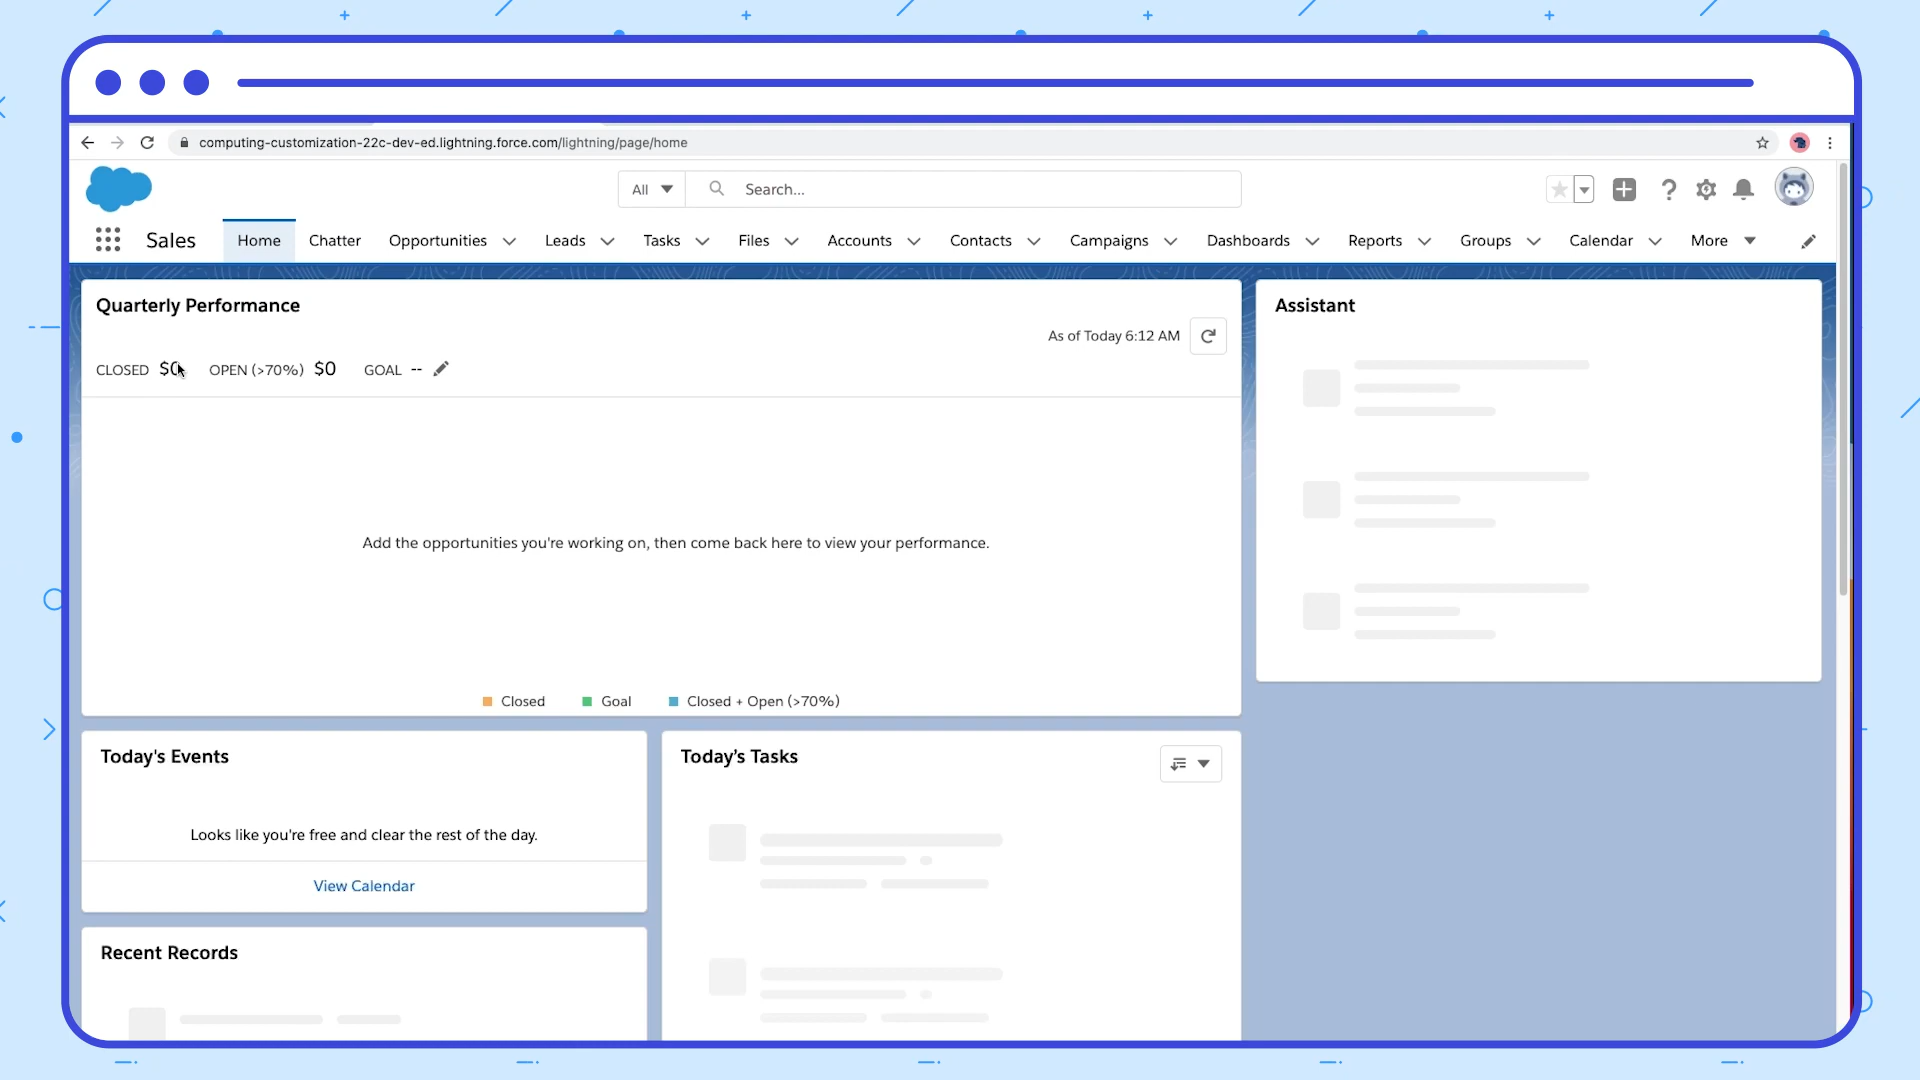 computing-customization-22c-dev-ed.lightning.force.com/lightning/page/home
All
Search...
Sales
Home
Chatter
Opportunities
Leads
Tasks
Files
Accounts
Contacts
Campaigns
Dashboards
Reports
Groups
Calendar
More
Quarterly Performance
As of Today 6:12 AM
CLOSED $0 OPEN (>70%) $0 GOAL --
Add the opportunities you're working on, then come back here to view your performance.
Closed
Goal
Closed + Open (>70%)
Assistant
Today's Events
Looks like you're free and clear the rest of the day.
View Calendar
Today’s Tasks
Recent Records